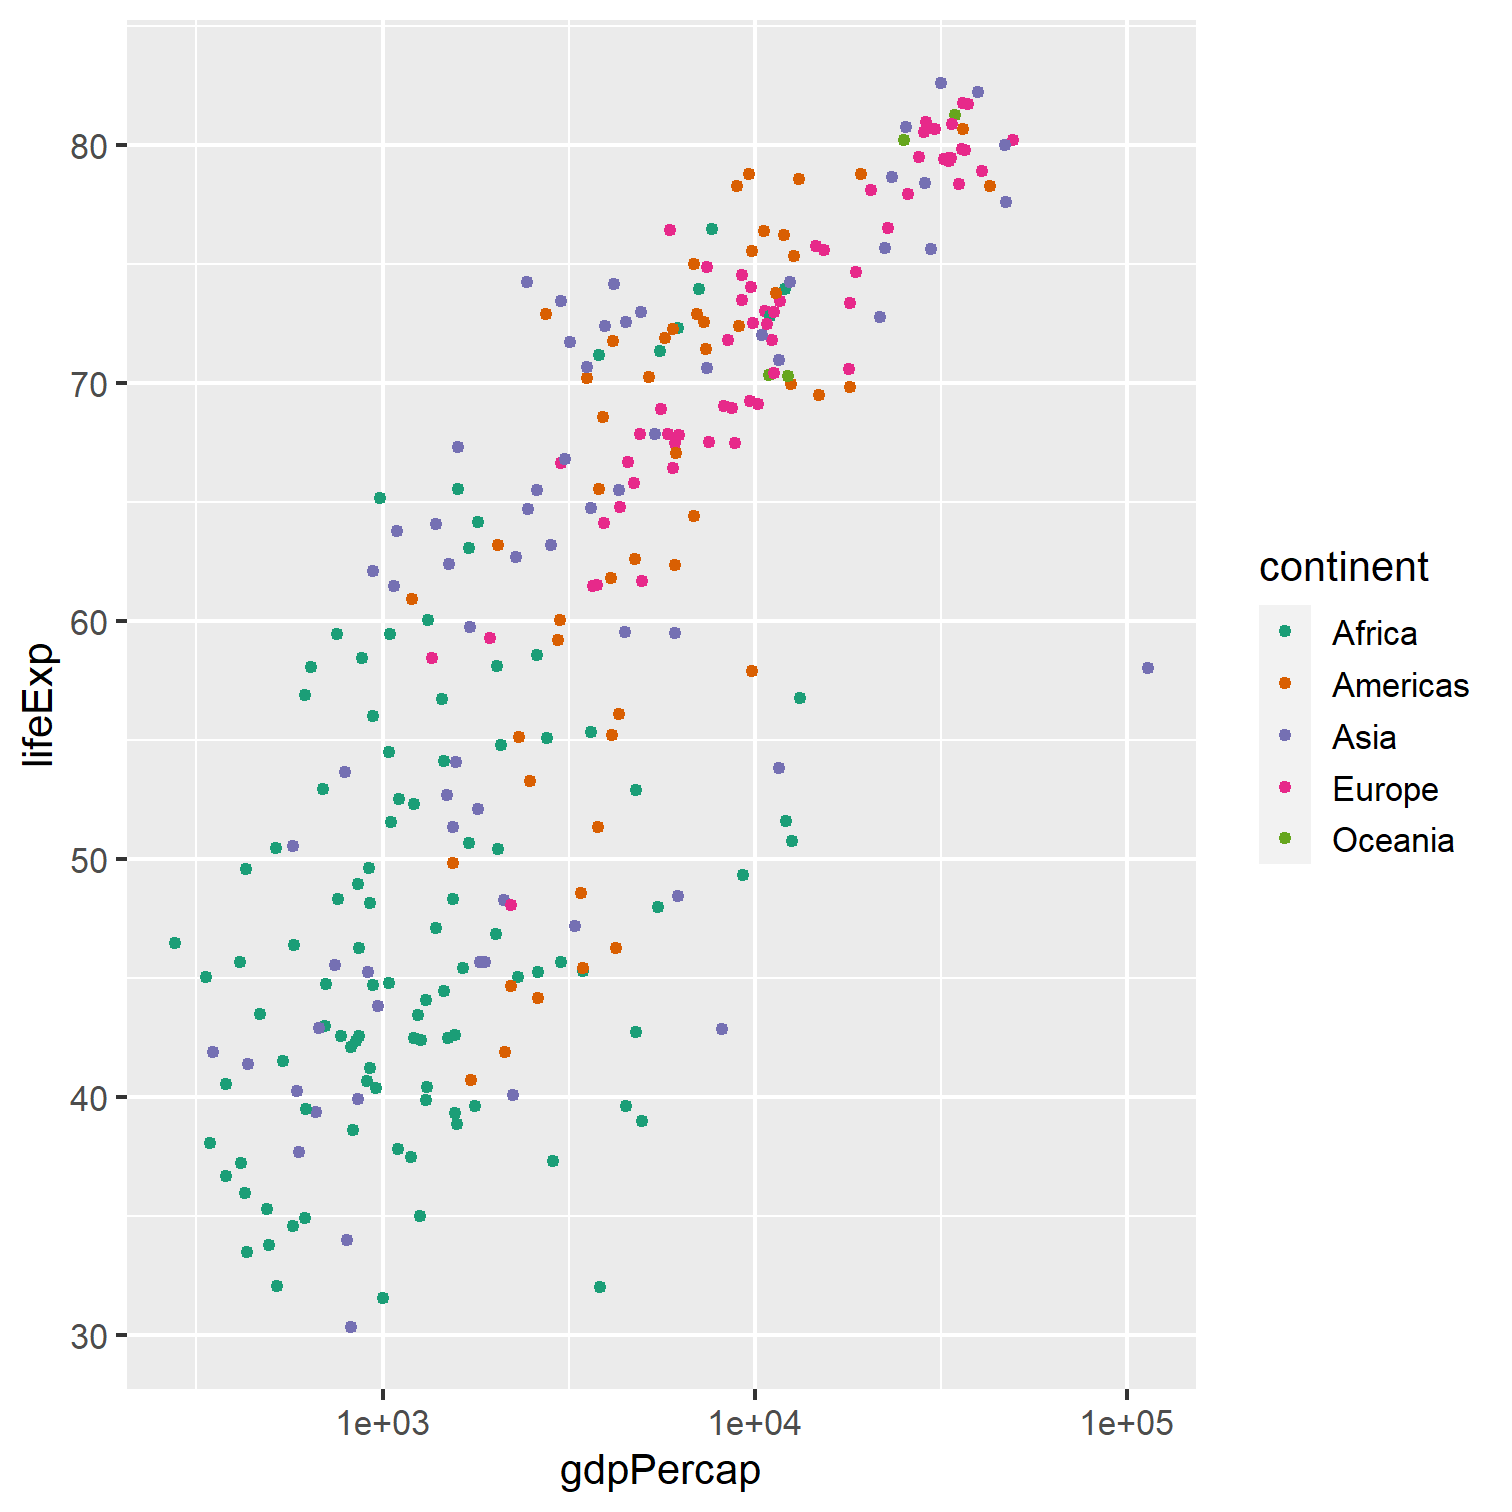 80
70
60
50
40
30
lifeExp
1e+03 1e+04 1e+05
gdpPercap
continent
Africa
Americas
Asia
Europe
Oceania